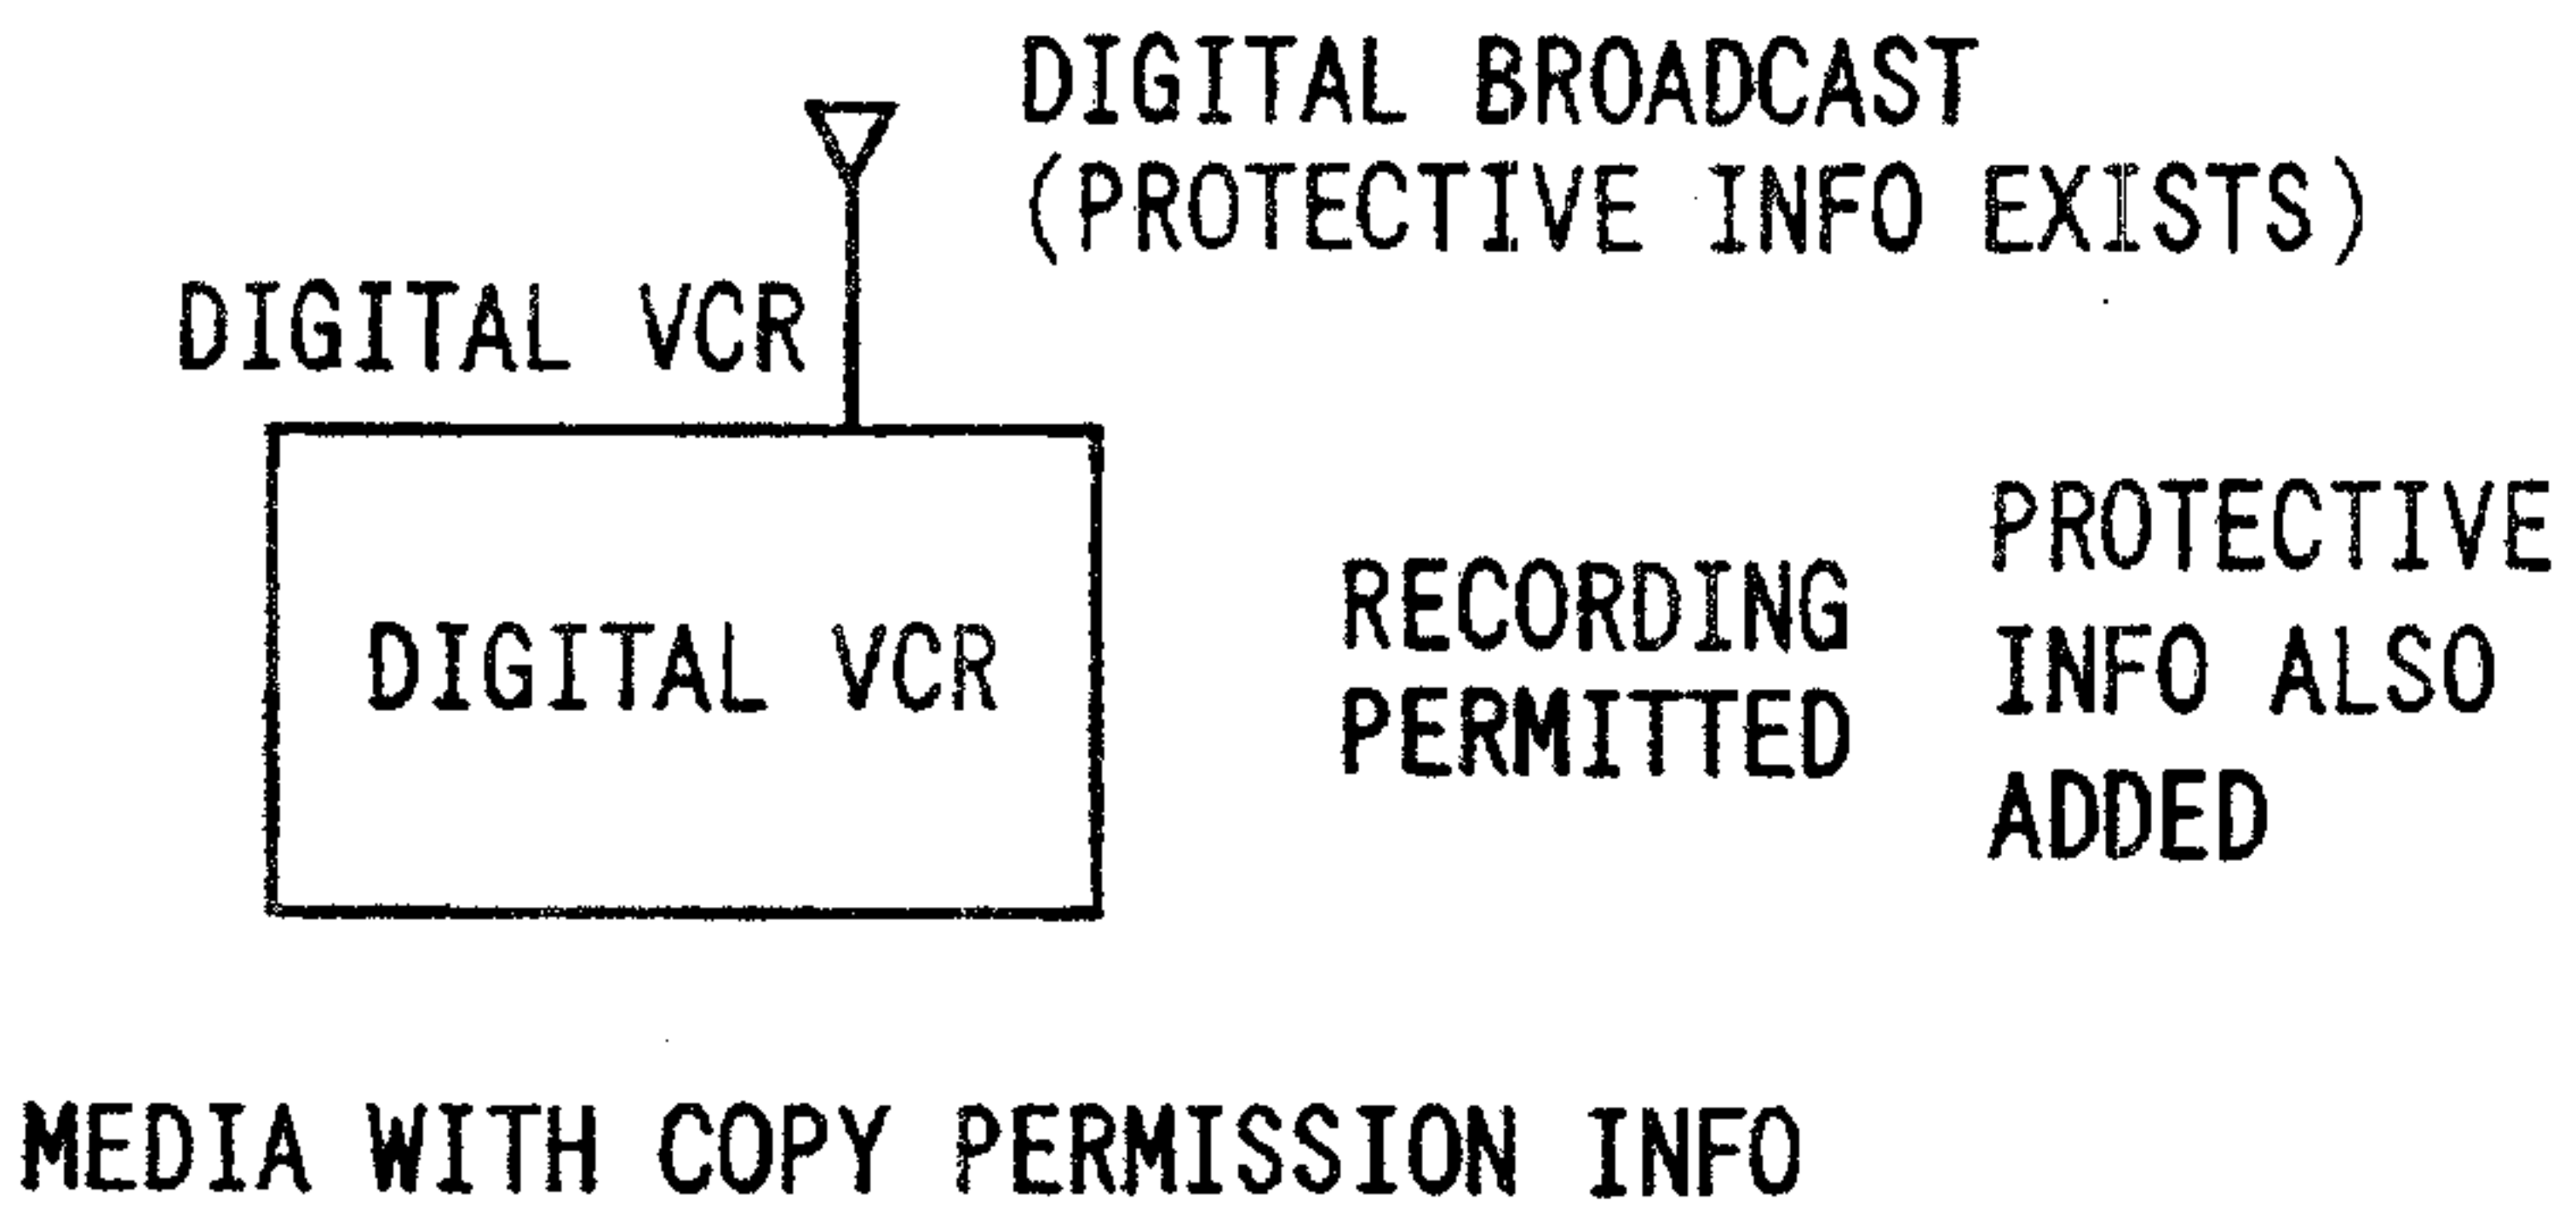 DIGITAL BROADCAST
(PROTECTIVE INFO EXISTS)
DIGITAL VCR
DIGITAL VCR
RECORDING
PERMITTED
PROTECTIVE
INFO ALSO
ADDED
MEDIA WITH COPY PERMISSION INFO